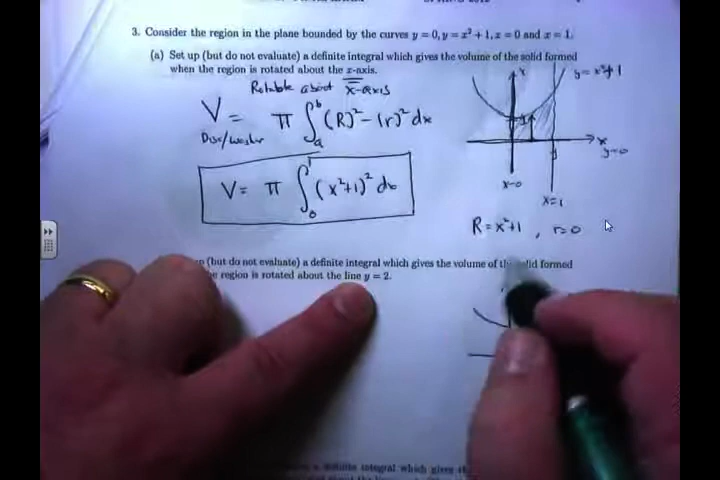 3. Consider the region in the plane bounded by the curves y = 0, y = x² + 1, x = 0 and x = 1.
(a) Set up (but do not evaluate) a definite integral which gives the volume of the solid formed
when the region is rotated about the x-axis.
Rotate about x-axis
y = x²+1
V = π ∫ₐᵇ (R)² - (r)² dx
Disc/washer
x
y=0
x=0
x=1
V = π ∫₀¹ (x²+1)² dx
R = x²+1 , r=0
(but do not evaluate) a definite integral which gives the volume of the solid formed
region is rotated about the line y = 2.
a definite integral which gives